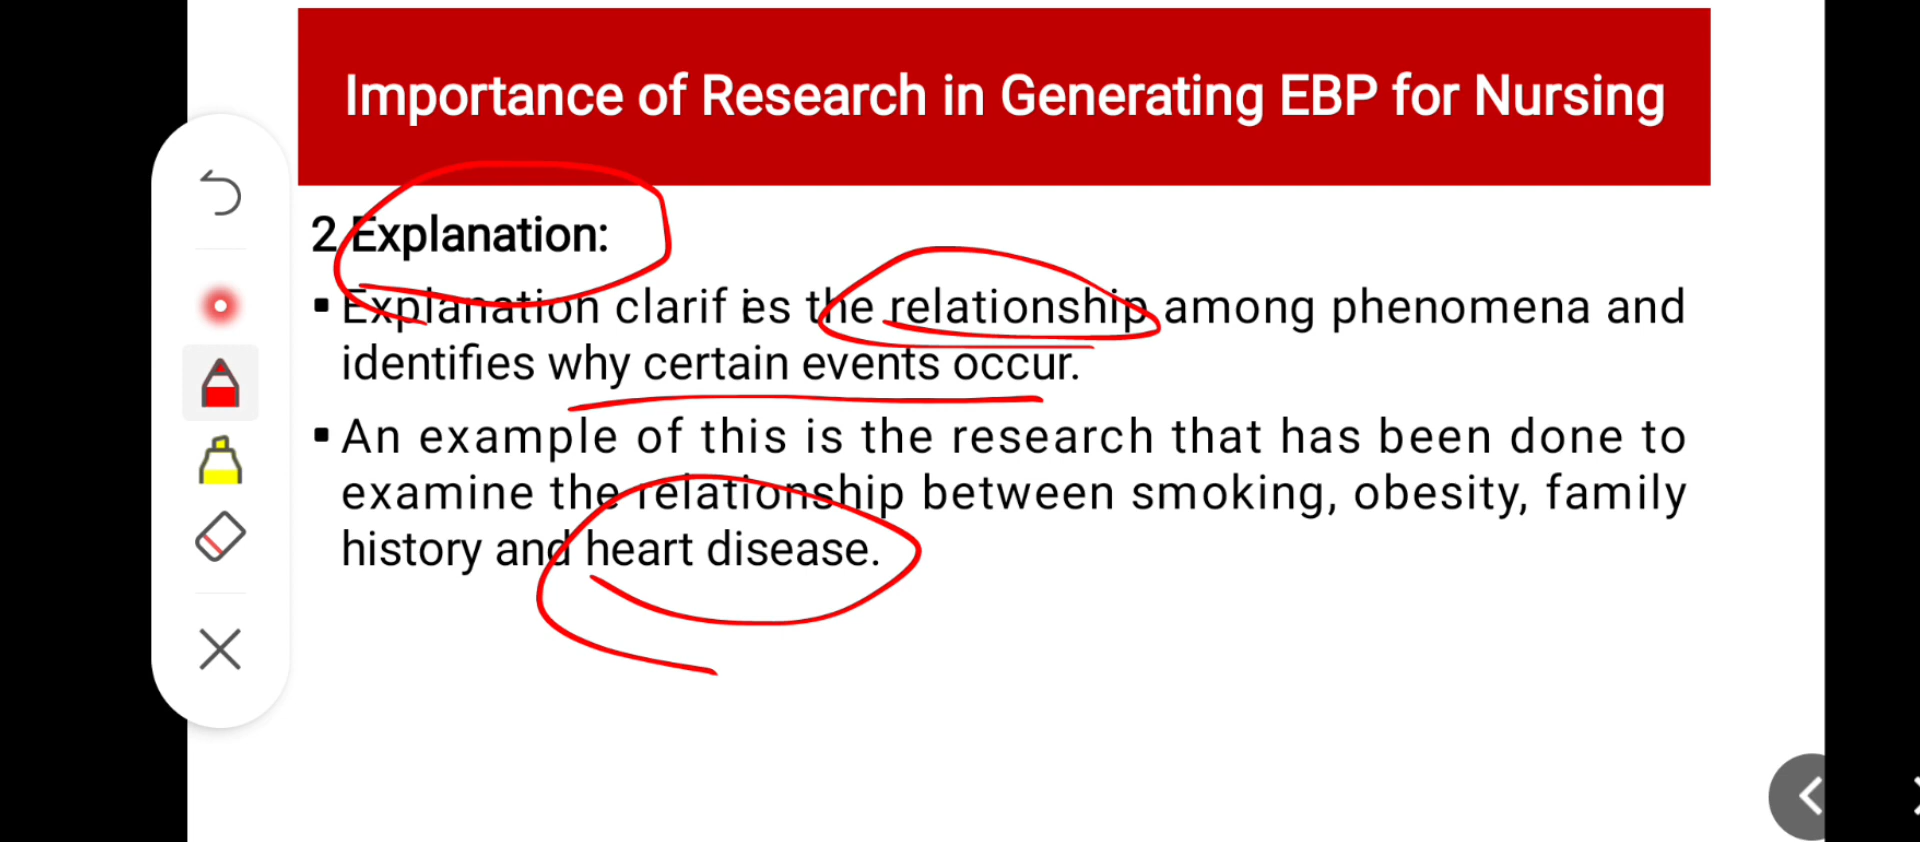 Importance of Research in Generating EBP for Nursing
2 Explanation:
▪ Explanation clarifies the relationship among phenomena and
identifies why certain events occur.
▪ An example of this is the research that has been done to
examine the relationship between smoking, obesity, family
history and heart disease.